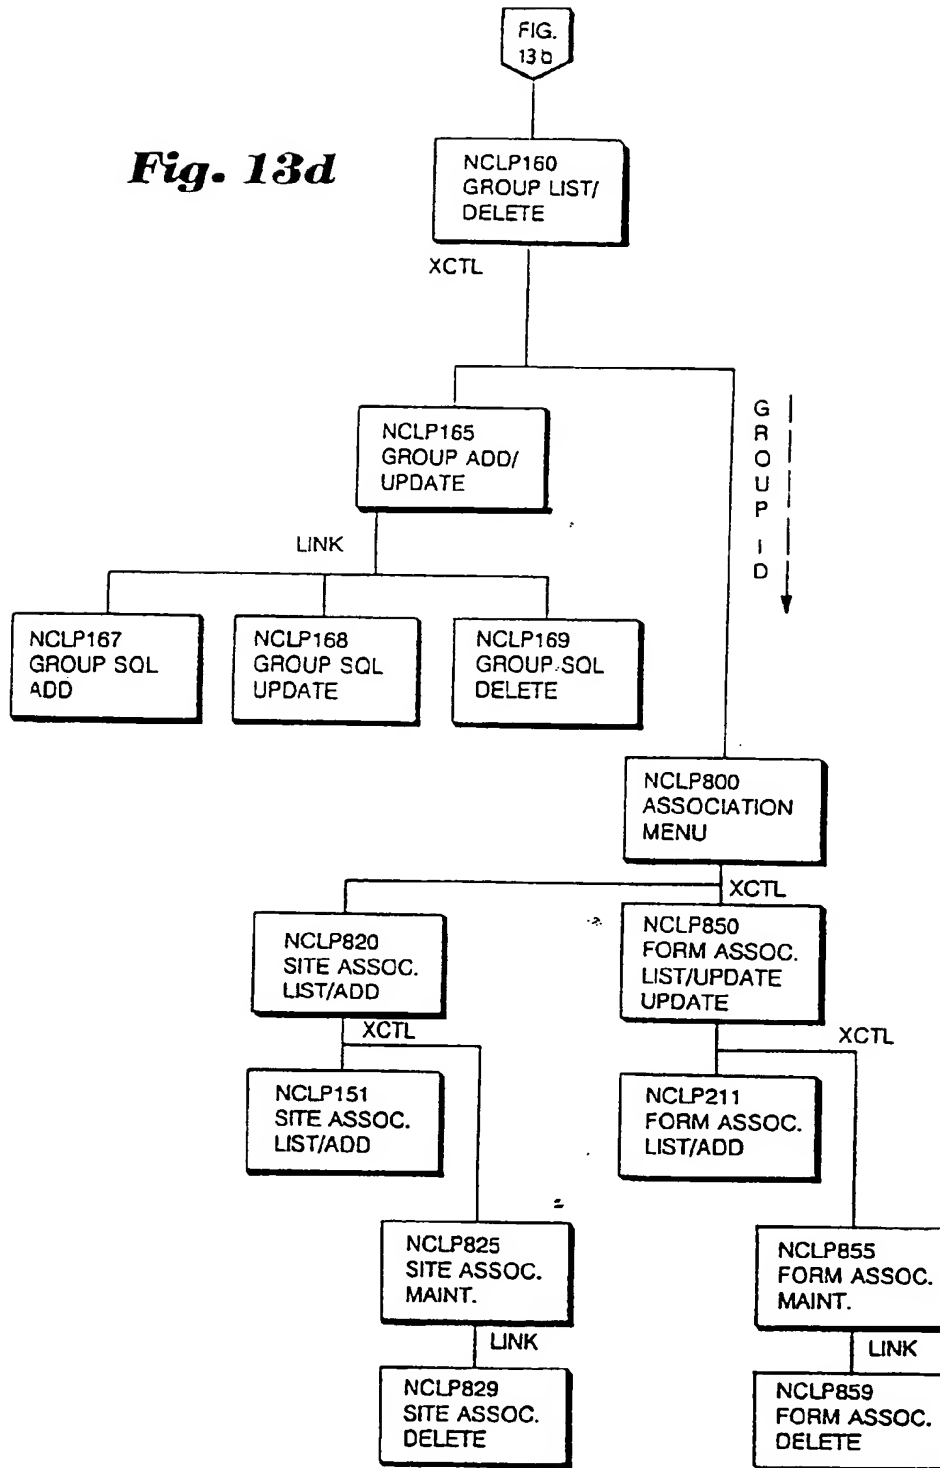 FIG.
13b
Fig. 13d
NCLP160
GROUP LIST/
DELETE
XCTL
NCLP165
GROUP ADD/
UPDATE
GROUP ID
LINK
NCLP167
GROUP SQL
ADD
NCLP168
GROUP SQL
UPDATE
NCLP169
GROUP SQL
DELETE
NCLP800
ASSOCIATION
MENU
XCTL
NCLP820
SITE ASSOC.
LIST/ADD
NCLP850
FORM ASSOC.
LIST/UPDATE
UPDATE
XCTL
XCTL
NCLP151
SITE ASSOC.
LIST/ADD
NCLP211
FORM ASSOC.
LIST/ADD
NCLP825
SITE ASSOC.
MAINT.
NCLP855
FORM ASSOC.
MAINT.
LINK
LINK
NCLP829
SITE ASSOC.
DELETE
NCLP859
FORM ASSOC.
DELETE